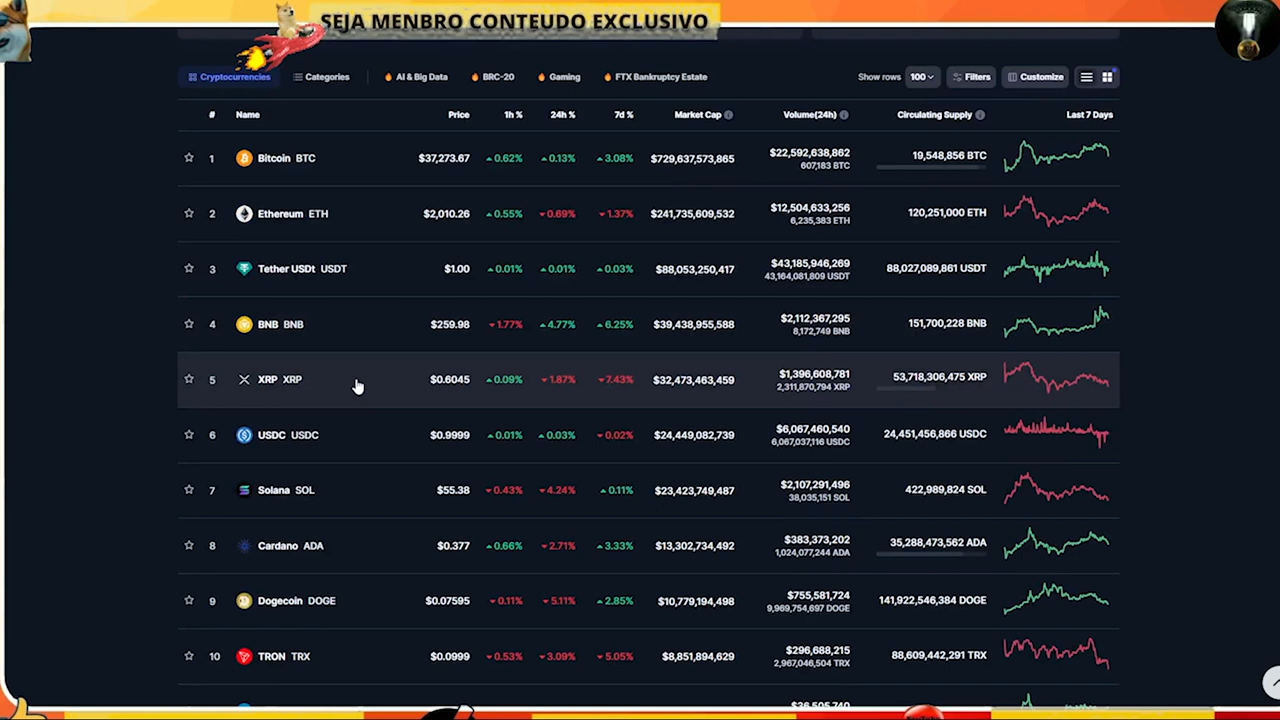 SEJA MENBRO CONTEUDO EXCLUSIVO
Cryptocurrencies Categories AI & Big Data BRC-20 Gaming FTX Bankruptcy Estate Show rows 100 Filters Customize
# Name Price 1h % 24h % 7d % Market Cap Volume(24h) Circulating Supply Last 7 Days
1 Bitcoin BTC $37,273.67 0.62% 0.13% 3.08% $729,637,573,865 $22,592,638,862 19,548,856 BTC
607,183 BTC
2 Ethereum ETH $2,010.26 0.55% 0.69% 1.37% $241,735,609,532 $12,504,633,256 120,251,000 ETH
6,235,383 ETH
3 Tether USDt USDT $1.00 0.01% 0.01% 0.03% $88,053,250,417 $43,185,946,269 88,027,089,861 USDT
43,164,081,809 USDT
4 BNB BNB $259.98 1.77% 4.77% 6.25% $39,438,955,588 $2,112,367,295 151,700,228 BNB
8,172,749 BNB
5 XRP XRP $0.6045 0.09% 1.87% 7.43% $32,473,463,459 $1,396,608,781 53,718,306,475 XRP
2,311,870,794 XRP
6 USDC USDC $0.9999 0.01% 0.03% 0.02% $24,449,082,739 $6,067,460,540 24,451,456,866 USDC
6,067,037,116 USDC
7 Solana SOL $55.38 0.43% 4.24% 0.11% $23,423,749,487 $2,107,291,496 422,989,824 SOL
38,035,151 SOL
8 Cardano ADA $0.377 0.66% 2.71% 3.33% $13,302,734,492 $383,373,202 35,288,473,562 ADA
1,024,077,244 ADA
9 Dogecoin DOGE $0.07595 0.11% 5.11% 2.85% $10,779,194,498 $755,581,724 141,922,546,384 DOGE
9,969,754,697 DOGE
10 TRON TRX $0.0999 0.53% 3.09% 5.05% $8,851,894,629 $296,688,215 88,609,442,291 TRX
2,967,046,504 TRX